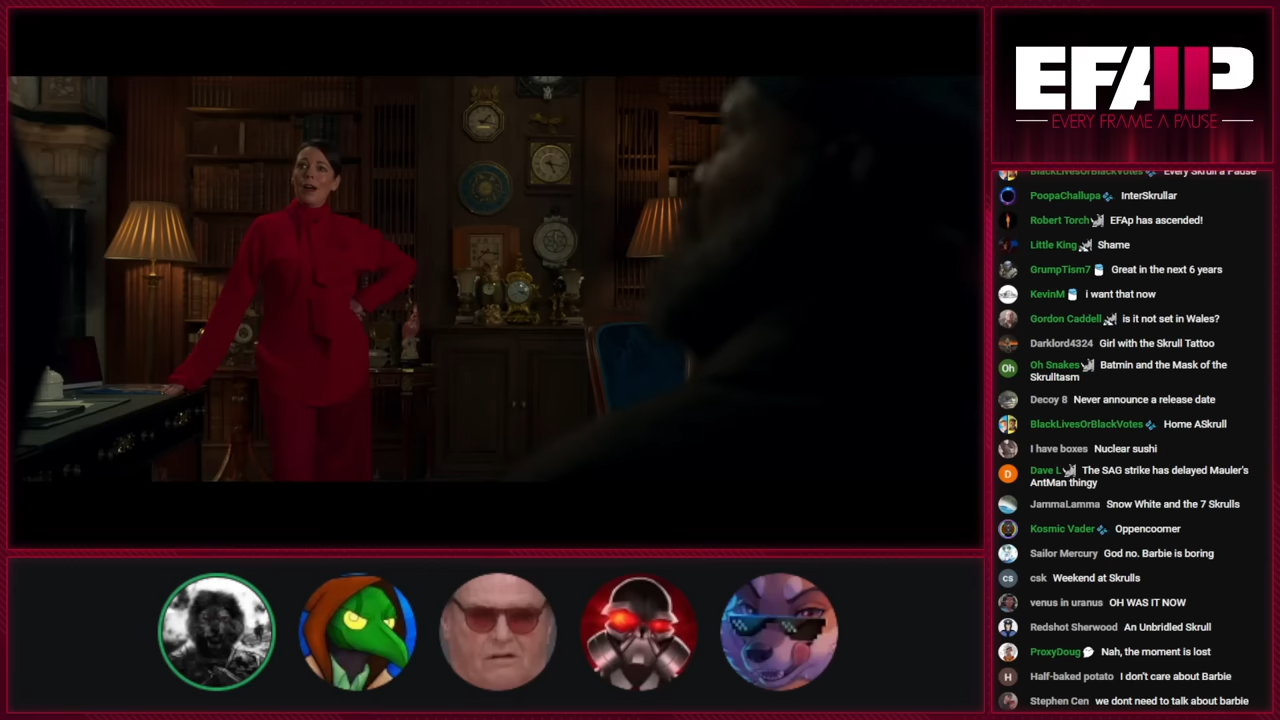 EFAP
EVERY FRAME A PAUSE
BlackLivesOrBlackVotes Every Skrull a Pause
PoopaChallupa InterSkrullar
Robert Torch EFAp has ascended!
Little King Shame
GrumpTism7 Great in the next 6 years
KevinM i want that now
Gordon Caddell is it not set in Wales?
Darklord4324 Girl with the Skrull Tattoo
Oh
Oh Snakes Batmin and the Mask of the
Skrulltasm
Decoy 8 Never announce a release date
BlackLivesOrBlackVotes Home ASkrull
I have boxes Nuclear sushi
D
Dave L The SAG strike has delayed Mauler's
AntMan thingy
JammaLamma Snow White and the 7 Skrulls
Kosmic Vader Oppencoomer
Sailor Mercury God no. Barbie is boring
cs
csk Weekend at Skrulls
venus in uranus OH WAS IT NOW
Redshot Sherwood An Unbridled Skrull
ProxyDoug Nah, the moment is lost
H
Half-baked potato I don't care about Barbie
Stephen Cen we dont need to talk about barbie